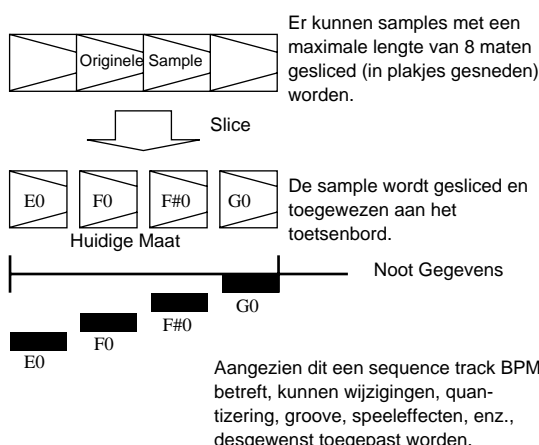 Er kunnen samples met een
maximale lengte van 8 maten
gesliced (in plakjes gesneden)
worden.
Originele Sample
Slice
E0 F0 F#0 G0
De sample wordt gesliced en
toegewezen aan het
toetsenbord.
Huidige Maat
Noot Gegevens
G0
F#0
F0
E0
Aangezien dit een sequence track BPM
betreft, kunnen wijzigingen, quan-
tizering, groove, speeleffecten, enz.,
desgewenst toegepast worden.